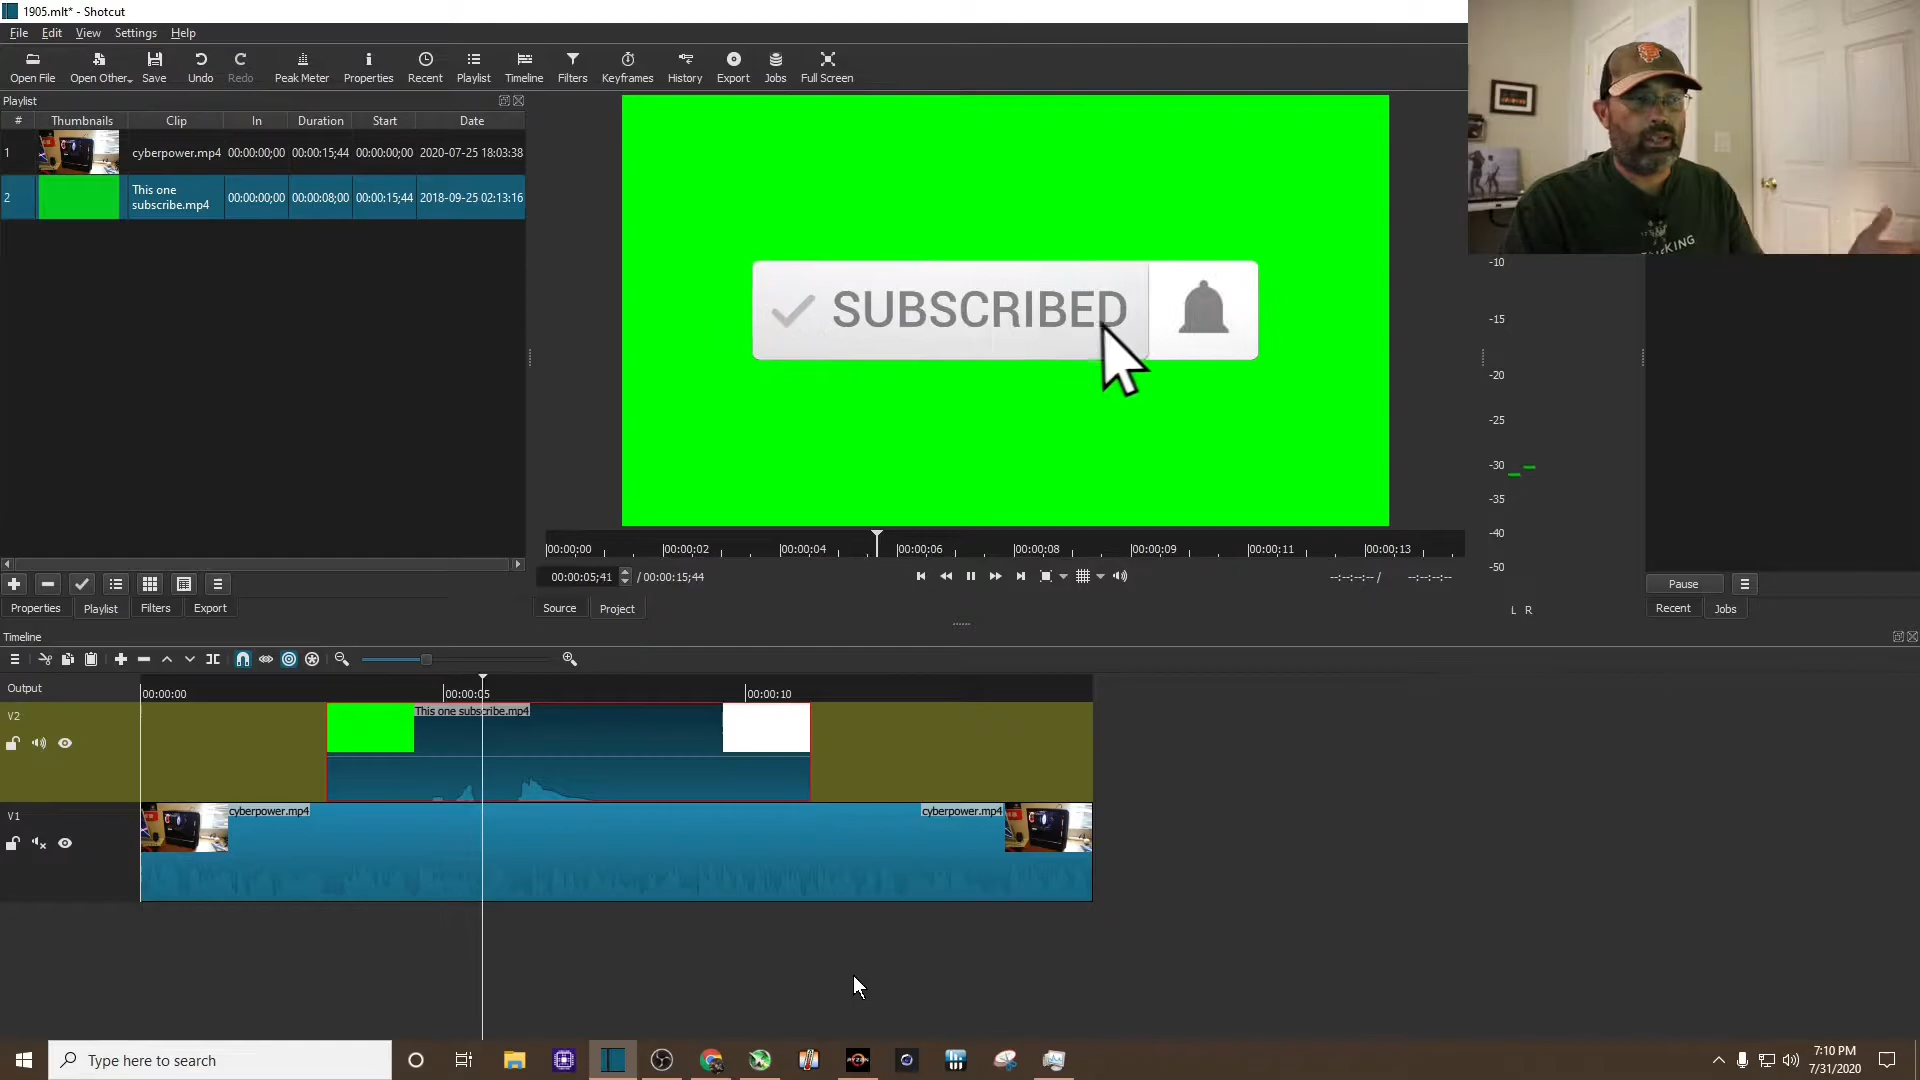 1905.mlt* - Shotcut
File Edit View Settings Help
Open File Open Other... Save Undo Redo Peak Meter Properties Recent Playlist Timeline Filters Keyframes History Export Jobs Full Screen
Playlist
# Thumbnails Clip In Duration Start Date
1 cyberpower.mp4 00:00:00;00 00:00:15;44 00:00:00;00 2020-07-25 18:03:38
2 This one subscribe.mp4 00:00:00;00 00:00:08;00 00:00:15;44 2018-09-25 02:13:16
SUBSCRIBED
-10
-15
-20
-25
-30
-35
-40
-50
L R
00:00:00 00:00:02 00:00:04 00:00:06 00:00:08 00:00:09 00:00:11 00:00:13
00:00:05;41 / 00:00:15;44 --:--:--:-- / --:--:--:--
Pause
Properties Playlist Filters Export
Source Project
Recent Jobs
Timeline
Output
00:00:00 00:00:05 00:00:10
V2
This one subscribe.mp4
V1
cyberpower.mp4 cyberpower.mp4
Type here to search
RYZEN
7:10 PM
7/31/2020